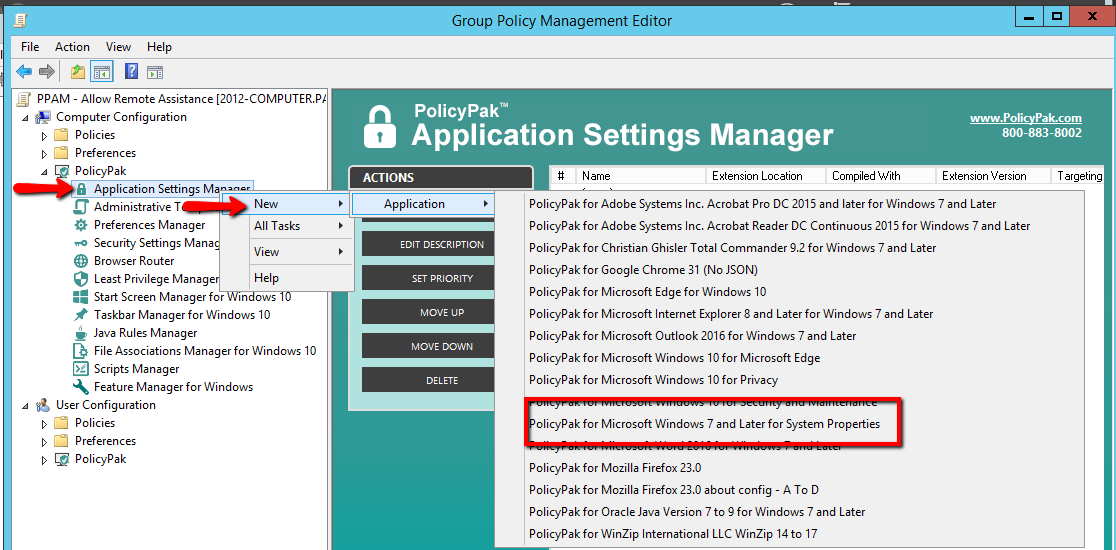 Group Policy Management Editor
File Action View Help
PPAM - Allow Remote Assistance [2012-COMPUTER.PA
Computer Configuration
Policies
Preferences
PolicyPak
Application Settings Manager
Administrative Te
Preferences Manager
Security Settings Manag
Browser Router
Least Privilege Manager
Start Screen Manager for Windows 10
Taskbar Manager for Windows 10
Java Rules Manager
File Associations Manager for Windows 10
Scripts Manager
Feature Manager for Windows
User Configuration
Policies
Preferences
PolicyPak
PolicyPak™
Application Settings Manager
www.PolicyPak.com
800-883-8002
ACTIONS
EDIT DESCRIPTION
SET PRIORITY
MOVE UP
MOVE DOWN
DELETE
# Name Extension Location Compiled With Extension Version Targeting
New
All Tasks
View
Help
Application
PolicyPak for Adobe Systems Inc. Acrobat Pro DC 2015 and later for Windows 7 and Later
PolicyPak for Adobe Systems Inc. Acrobat Reader DC Continuous 2015 for Windows 7 and Later
PolicyPak for Christian Ghisler Total Commander 9.2 for Windows 7 and Later
PolicyPak for Google Chrome 31 (No JSON)
PolicyPak for Microsoft Edge for Windows 10
PolicyPak for Microsoft Internet Explorer 8 and Later for Windows 7 and Later
PolicyPak for Microsoft Outlook 2016 for Windows 7 and Later
PolicyPak for Microsoft Windows 10 for Microsoft Edge
PolicyPak for Microsoft Windows 10 for Privacy
PolicyPak for Microsoft Windows 10 for Security and Maintenance
PolicyPak for Microsoft Windows 7 and Later for System Properties
PolicyPak for Microsoft Word 2016 for Windows 7 and Later
PolicyPak for Mozilla Firefox 23.0
PolicyPak for Mozilla Firefox 23.0 about config - A To D
PolicyPak for Oracle Java Version 7 to 9 for Windows 7 and Later
PolicyPak for WinZip International LLC WinZip 14 to 17